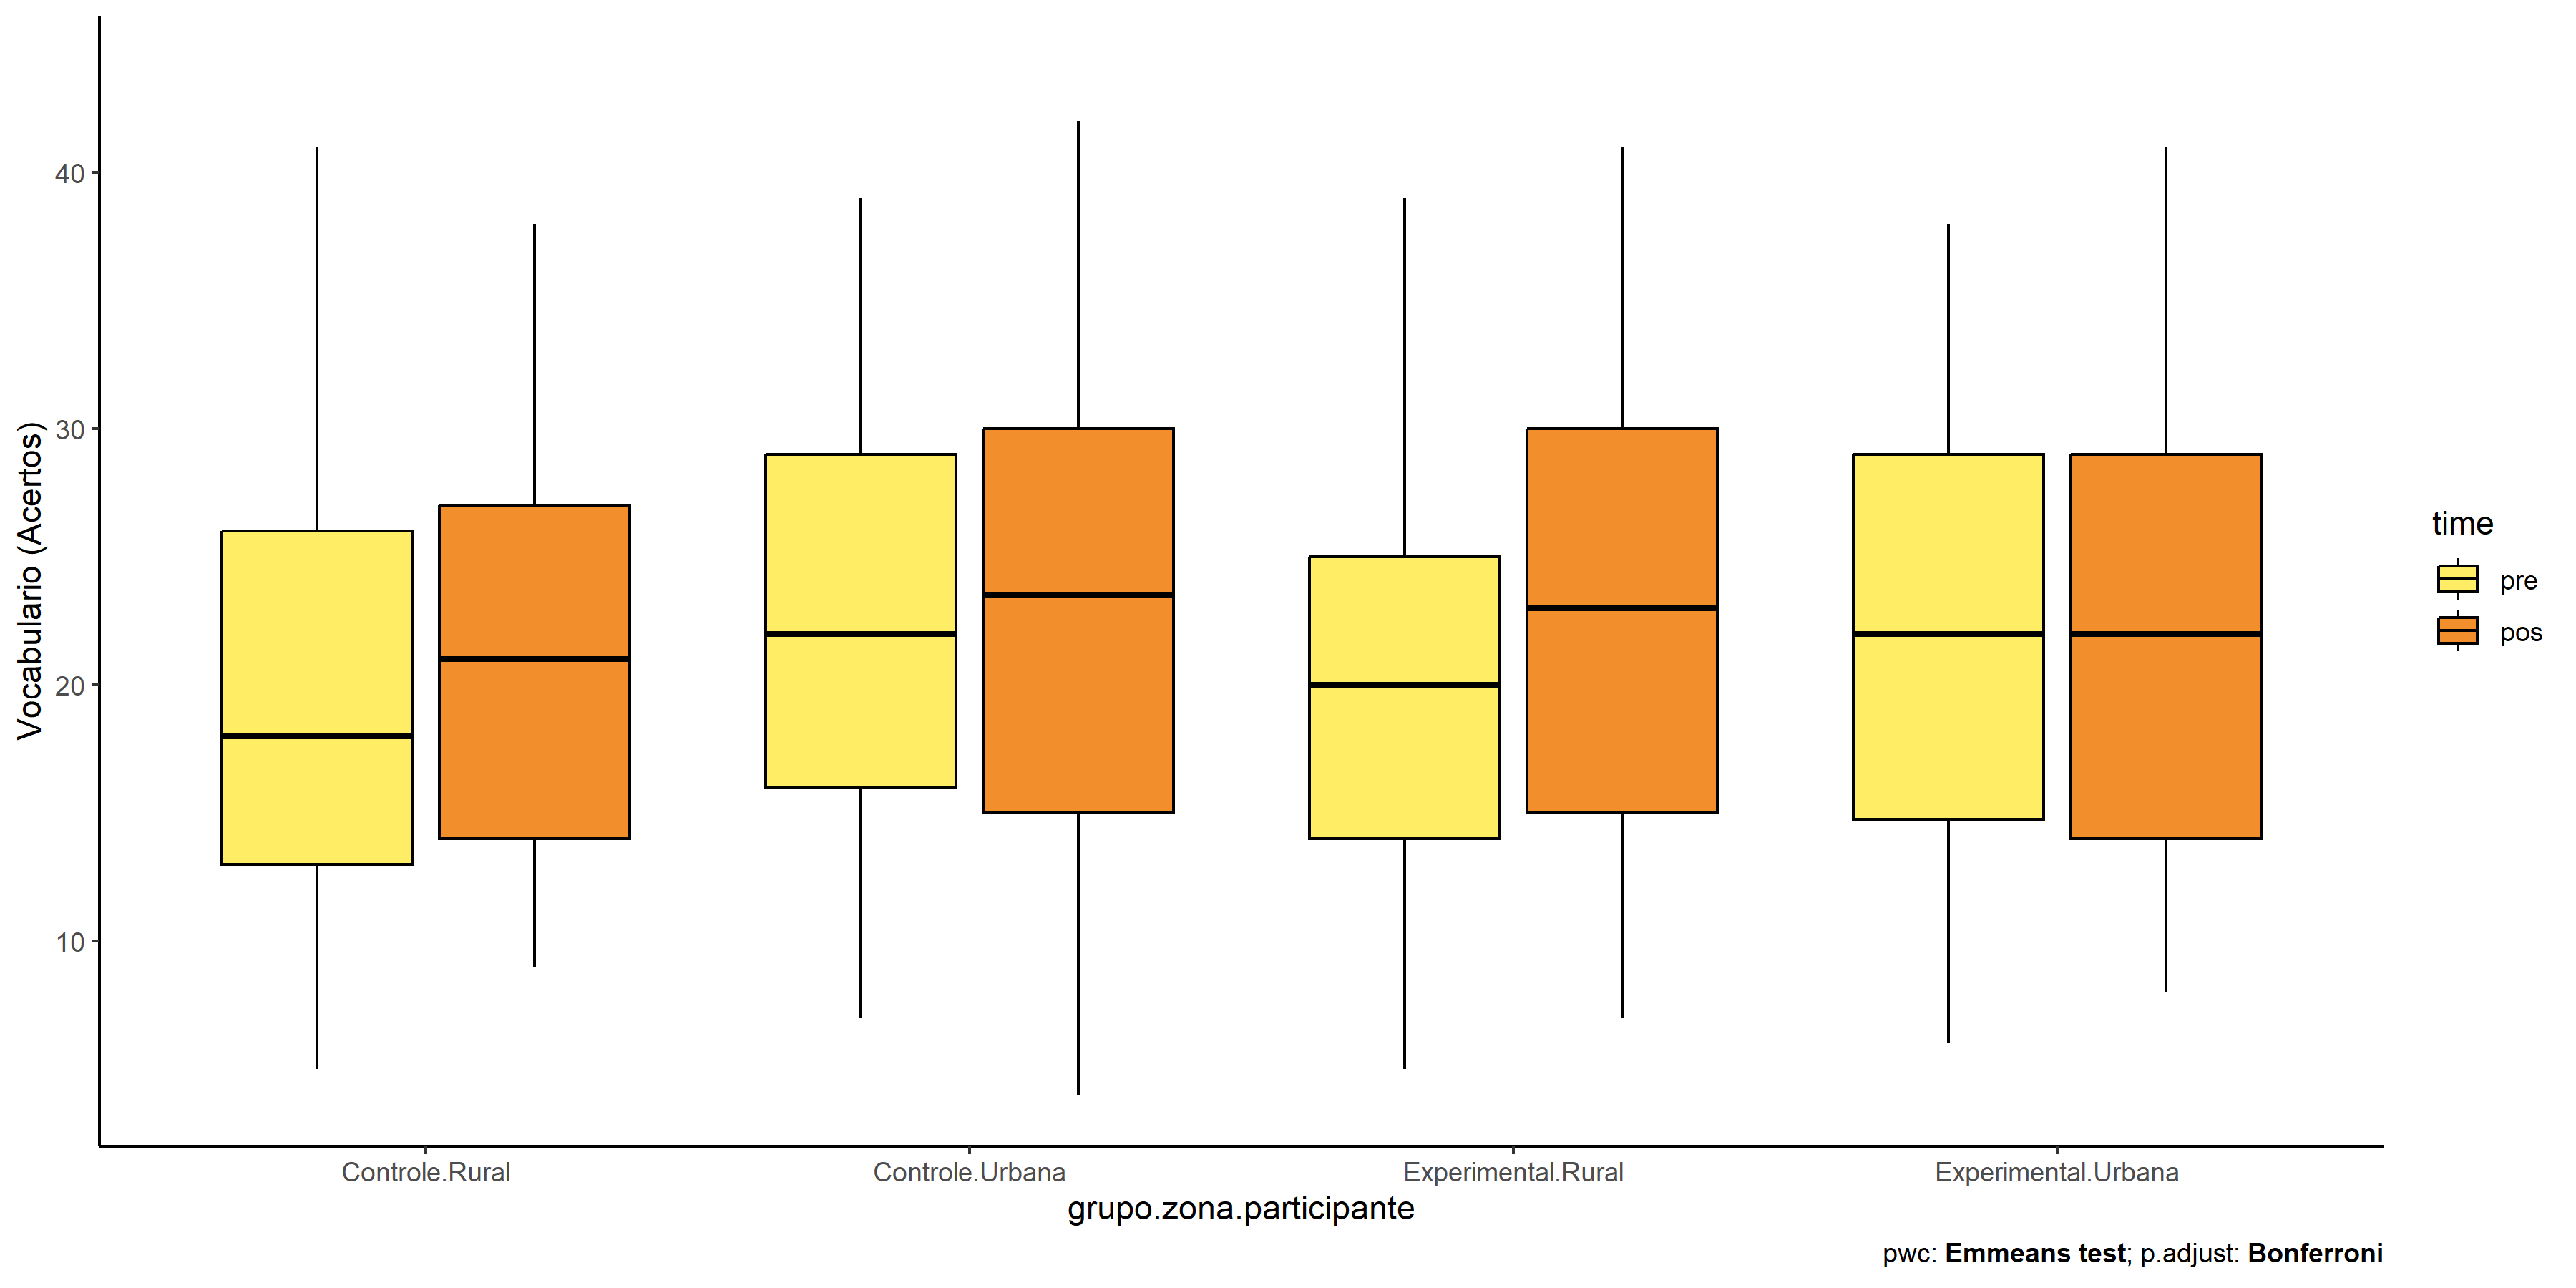 Vocabulario (Acertos)
40
30
20
10
Controle.Rural
Controle.Urbana
Experimental.Rural
Experimental.Urbana
grupo.zona.participante
time
pre
pos
pwc: Emmeans test; p.adjust: Bonferroni